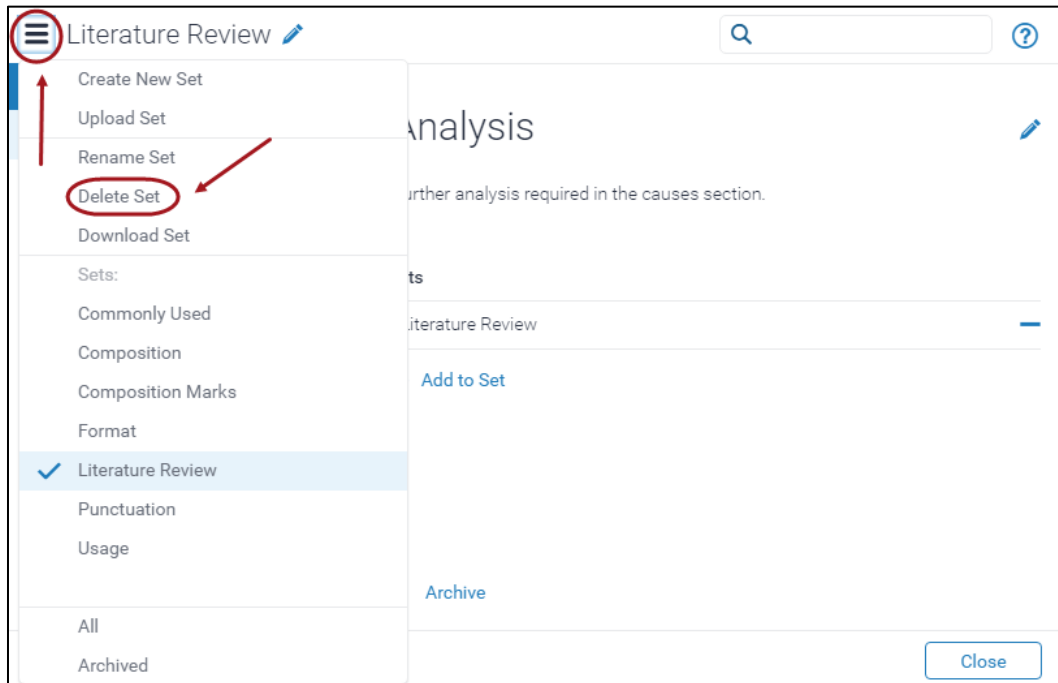 Literature Review
?
Create New Set
Upload Set
Rename Set
Delete Set
Download Set
Sets:
Commonly Used
Composition
Composition Marks
Format
Literature Review
Punctuation
Usage
All
Archived
Analysis
urther analysis required in the causes section.
ts
iterature Review
Add to Set
Archive
Close